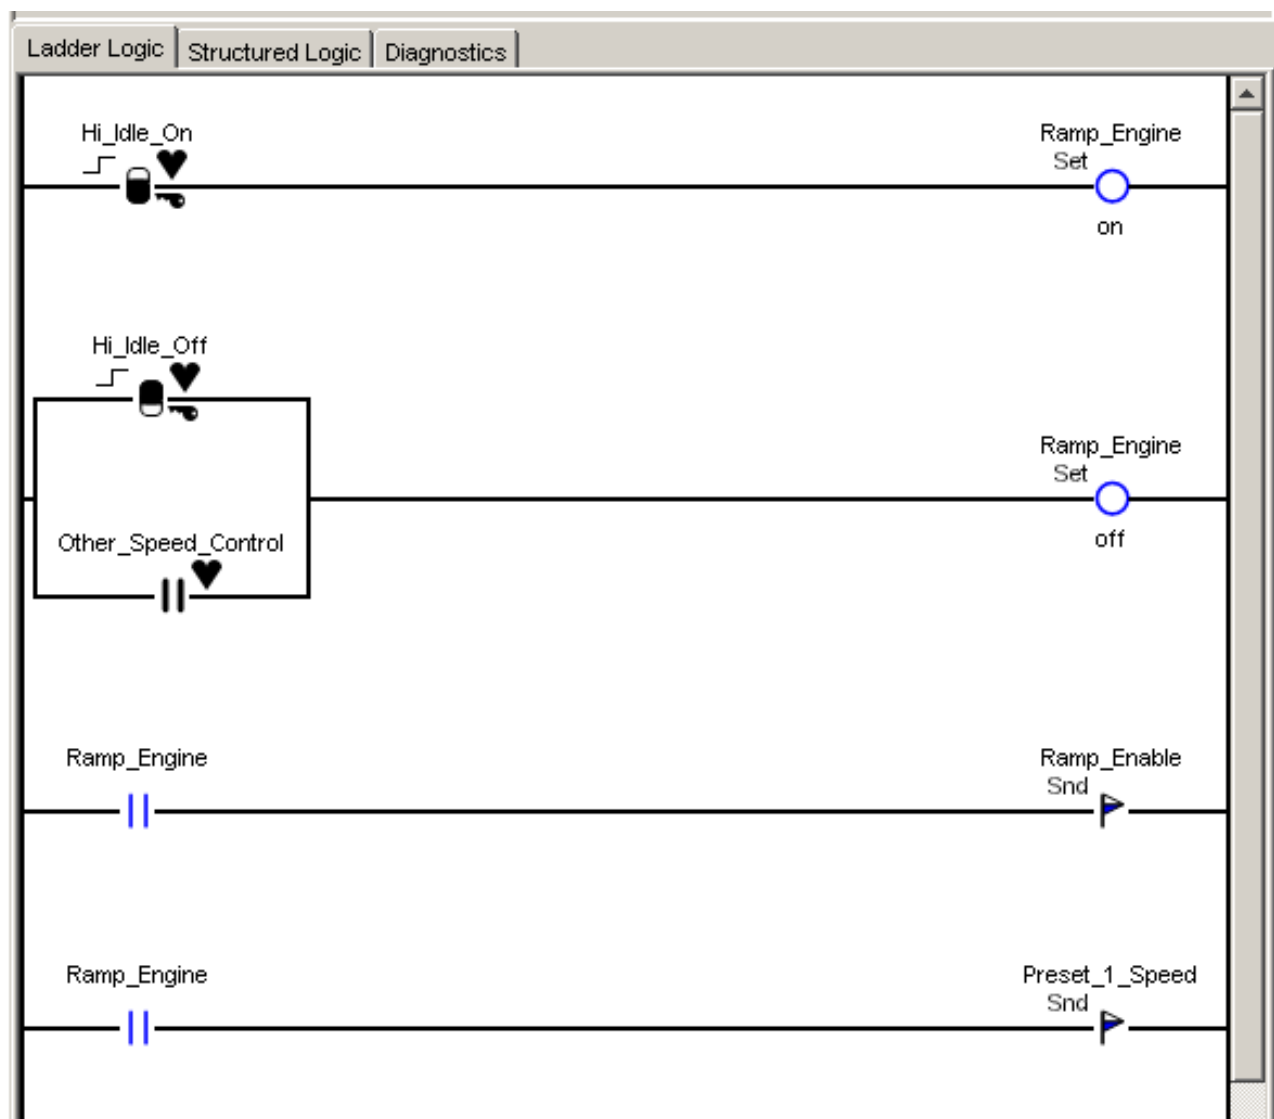 Ladder Logic Structured Logic Diagnostics
Hi_Idle_On Ramp_Engine
Set
on
Hi_Idle_Off
Ramp_Engine
Set
Other_Speed_Control off
Ramp_Engine Ramp_Enable
Snd
Ramp_Engine Preset_1_Speed
Snd